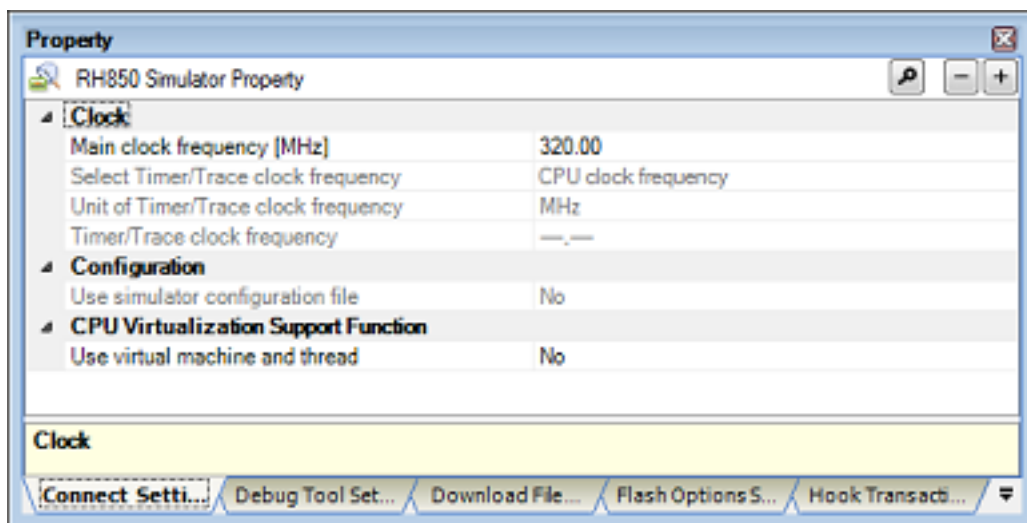 Property
RH850 Simulator Property
Clock
Main clock frequency [MHz] 320.00
Select Timer/Trace clock frequency CPU clock frequency
Unit of Timer/Trace clock frequency MHz
Timer/Trace clock frequency ---.---
Configuration
Use simulator configuration file No
CPU Virtualization Support Function
Use virtual machine and thread No
Clock
Connect Setti... Debug Tool Set... Download File... Flash Options S... Hook Transacti...